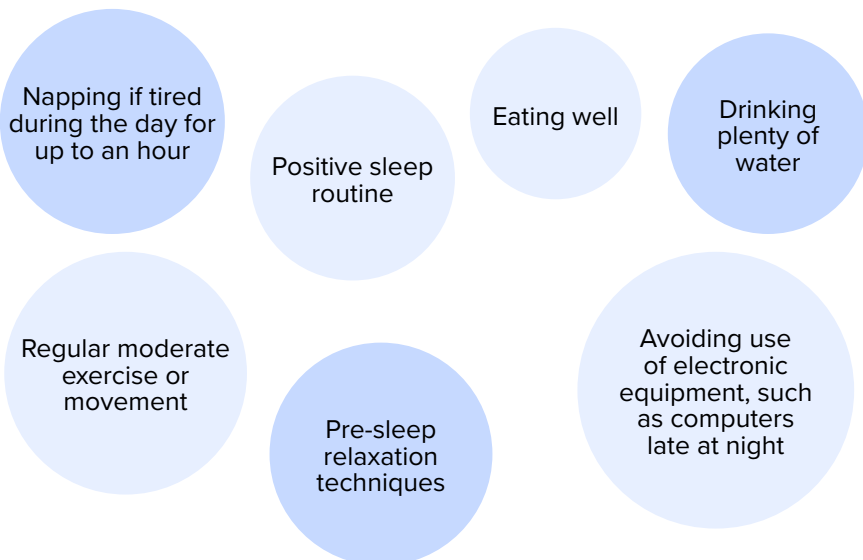 Napping if tired
during the day for
up to an hour
Positive sleep
routine
Eating well
Drinking
plenty of
water
Regular moderate
exercise or
movement
Pre-sleep
relaxation
techniques
Avoiding use
of electronic
equipment, such
as computers
late at night